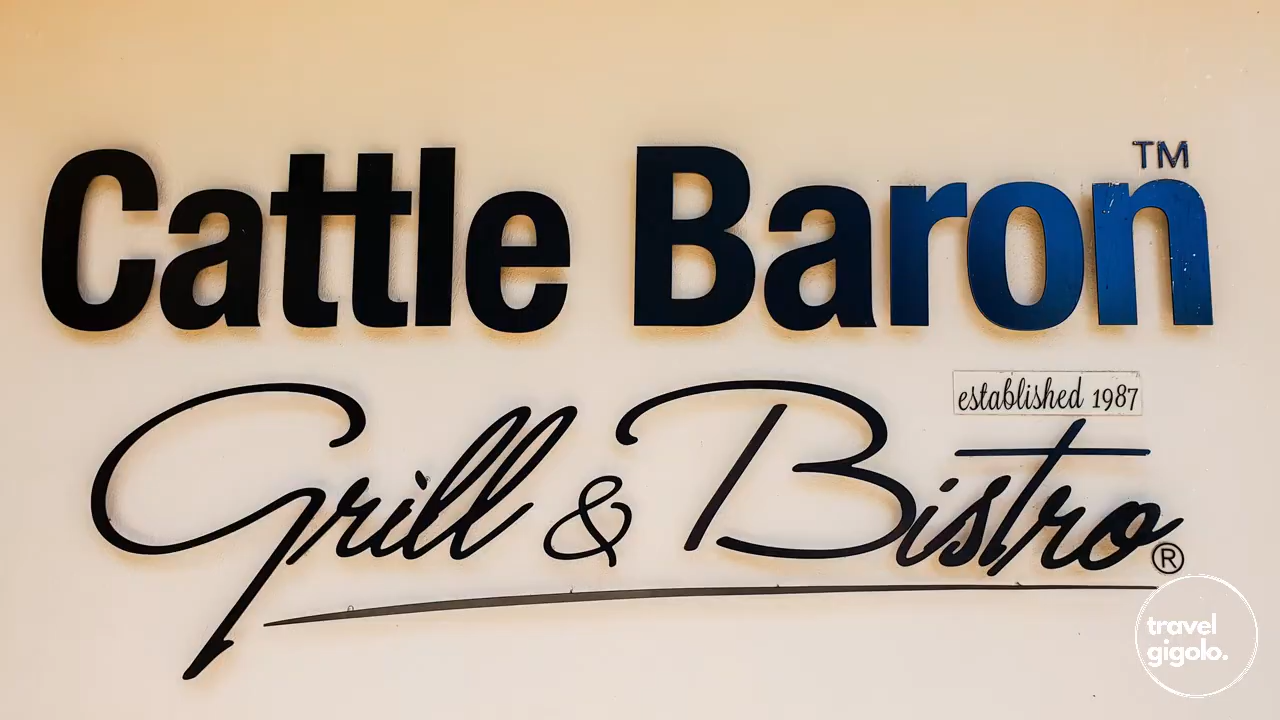 Cattle Baron™
established 1987
Grill & Bistro®
travel
gigolo.